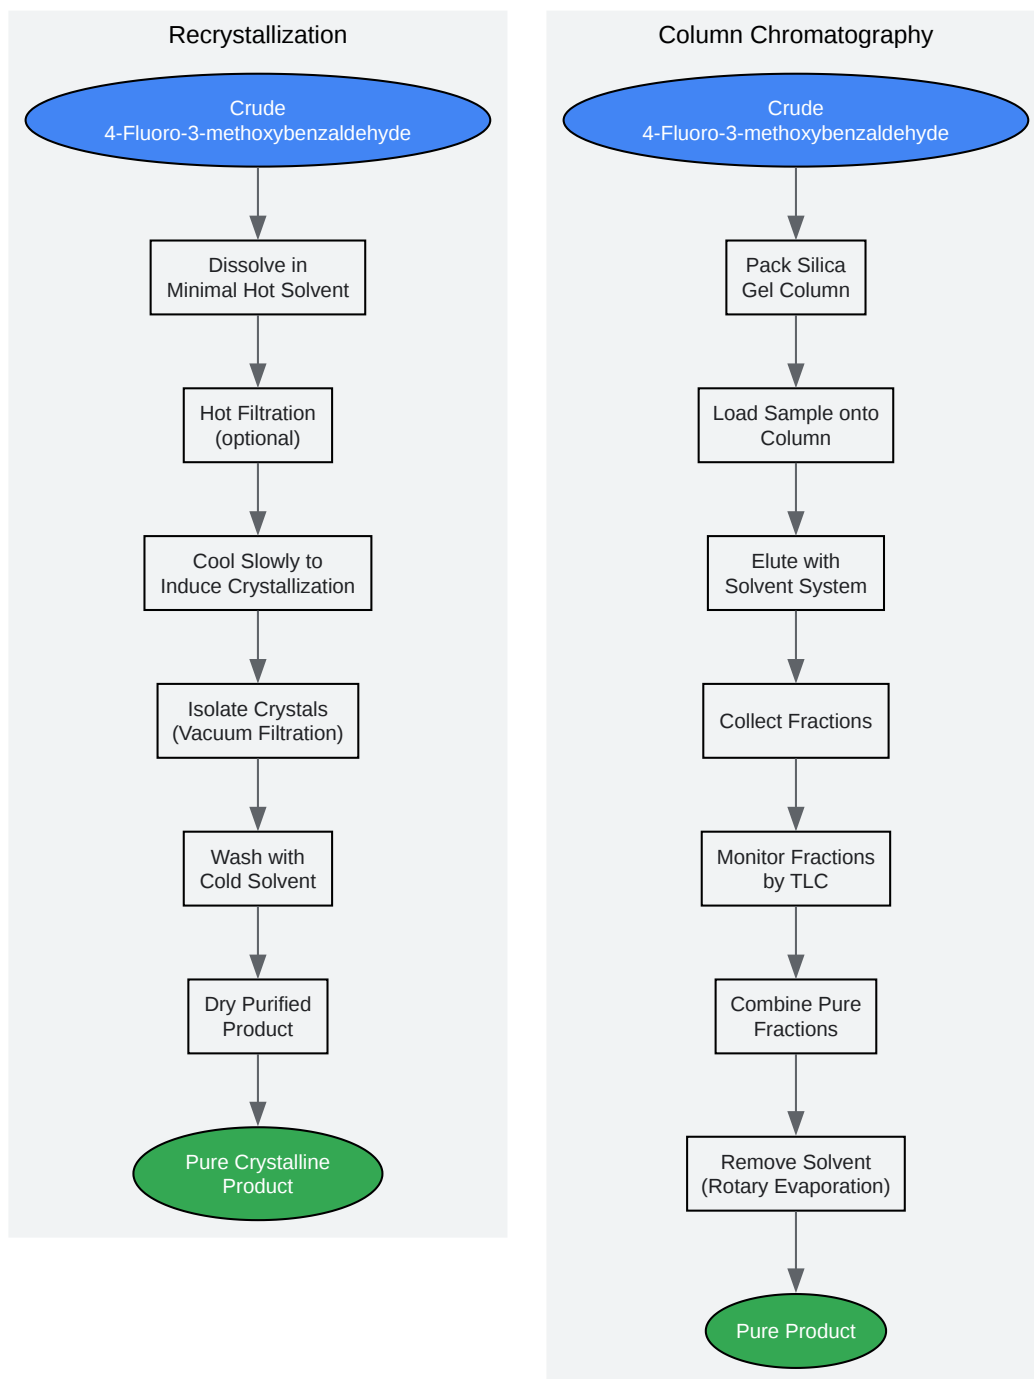 Recrystallization
Crude
4-Fluoro-3-methoxybenzaldehyde
Dissolve in
Minimal Hot Solvent
Hot Filtration
(optional)
Cool Slowly to
Induce Crystallization
Isolate Crystals
(Vacuum Filtration)
Wash with
Cold Solvent
Dry Purified
Product
Pure Crystalline
Product
Column Chromatography
Crude
4-Fluoro-3-methoxybenzaldehyde
Pack Silica
Gel Column
Load Sample onto
Column
Elute with
Solvent System
Collect Fractions
Monitor Fractions
by TLC
Combine Pure
Fractions
Remove Solvent
(Rotary Evaporation)
Pure Product